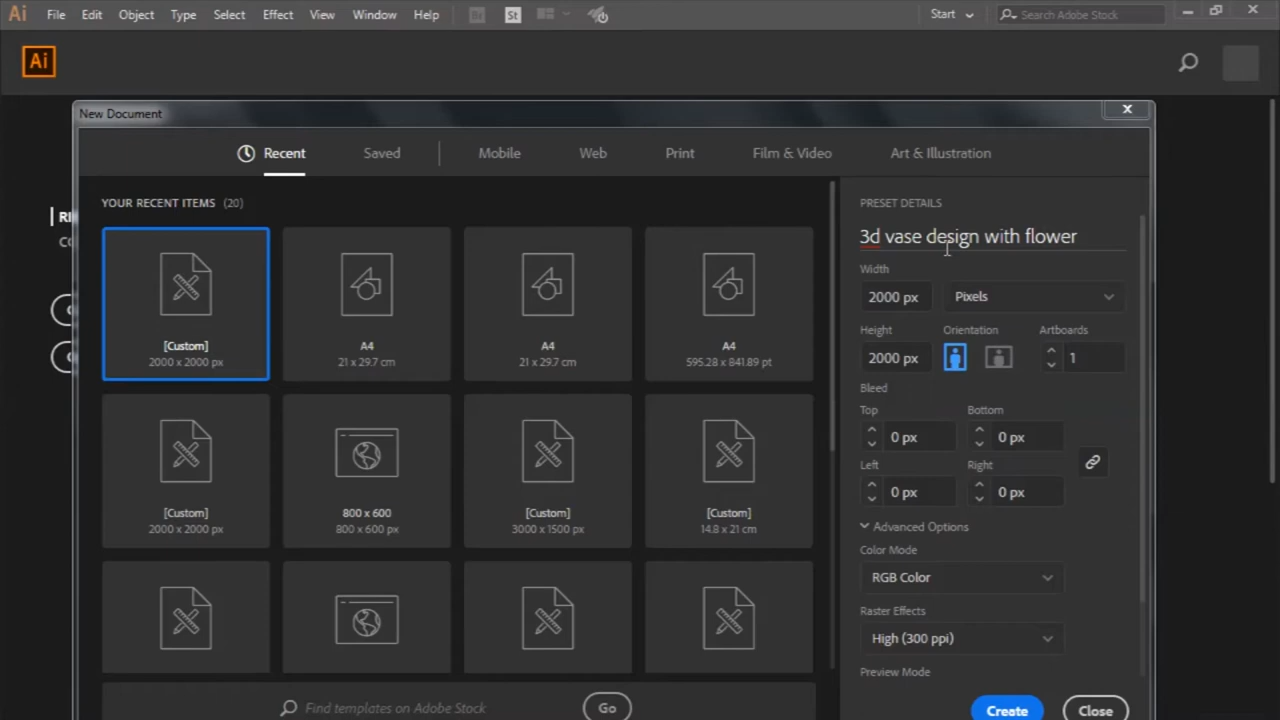 Ai File Edit Object Type Select Effect View Window Help Br St Start Search Adobe Stock
Ai
New Document
Recent Saved Mobile Web Print Film & Video Art & Illustration
YOUR RECENT ITEMS (20)
PRESET DETAILS
3d vase design with flower
Width
2000 px Pixels
Height Orientation Artboards
2000 px 1
Bleed
Top Bottom
0 px 0 px
Left Right
0 px 0 px
Advanced Options
Color Mode
RGB Color
Raster Effects
High (300 ppi)
Preview Mode
Create Close
[Custom] A4 A4 A4
2000 x 2000 px 21 x 29.7 cm 21 x 29.7 cm 595.28 x 841.89 pt
[Custom] 800 x 600 [Custom] [Custom]
2000 x 2000 px 800 x 600 px 3000 x 1500 px 14.8 x 21 cm
Find templates on Adobe Stock Go